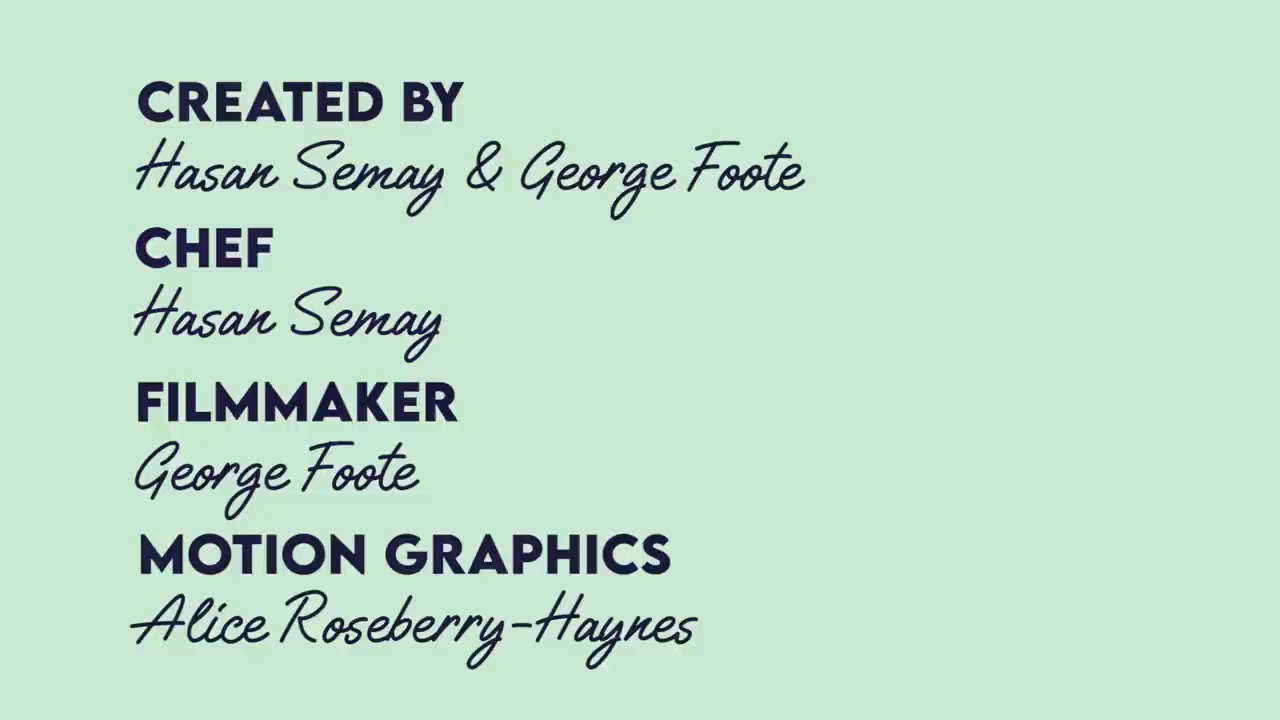 CREATED BY
Hasan Semay & George Foote
CHEF
Hasan Semay
FILMMAKER
George Foote
MOTION GRAPHICS
Alice Roseberry-Haynes